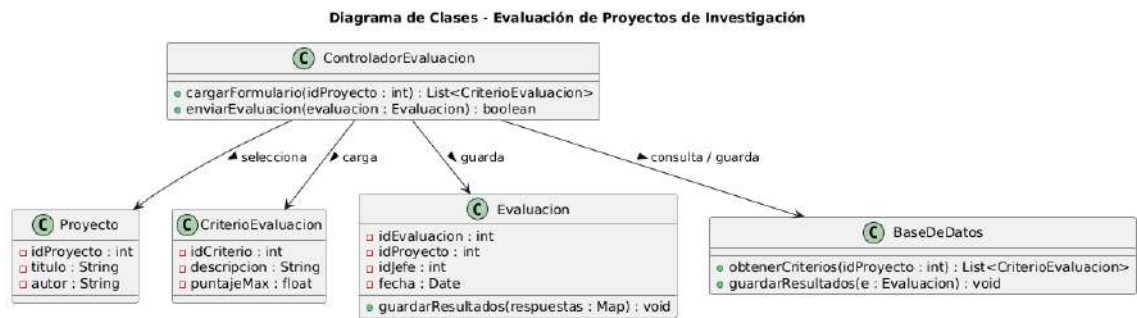 Diagrama de Clases - Evaluación de Proyectos de Investigación
C ControladorEvaluacion
cargarFormulario(idProyecto : int) : List<CriterioEvaluacion>
enviarEvaluacion(evaluacion : Evaluacion) : boolean
selecciona
carga
guarda
consulta / guarda
C Proyecto
idProyecto : int
titulo : String
autor : String
C CriterioEvaluacion
idCriterio : int
descripcion : String
puntajeMax : float
C Evaluacion
idEvaluacion : int
idProyecto : int
idJefe : int
fecha : Date
guardarResultados(respuestas : Map) : void
C BaseDeDatos
obtenerCriterios(idProyecto : int) : List<CriterioEvaluacion>
guardarResultados(e : Evaluacion) : void